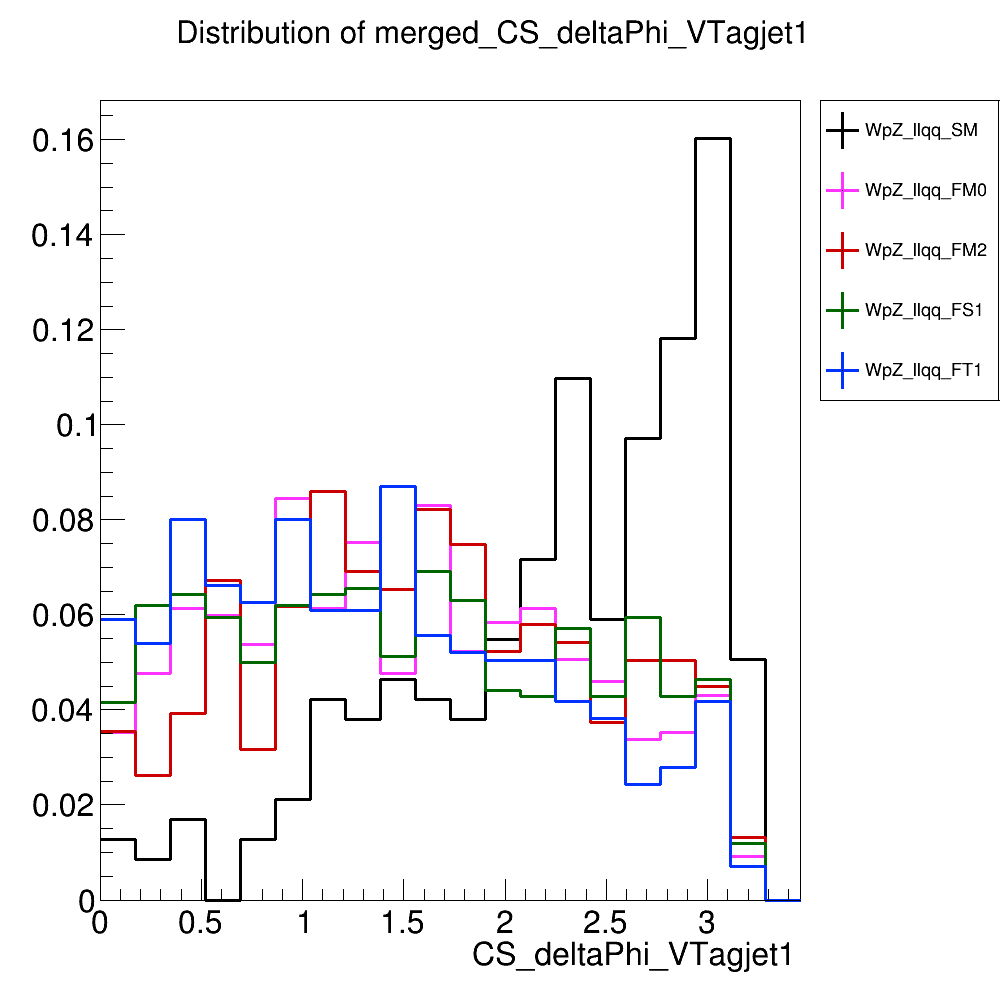 Distribution of merged_CS_deltaPhi_VTagjet1
WpZ_llqq_SM
WpZ_llqq_FM0
WpZ_llqq_FM2
WpZ_llqq_FS1
WpZ_llqq_FT1
0.16
0.14
0.12
0.1
0.08
0.06
0.04
0.02
0
0 0.5 1 1.5 2 2.5 3
CS_deltaPhi_VTagjet1